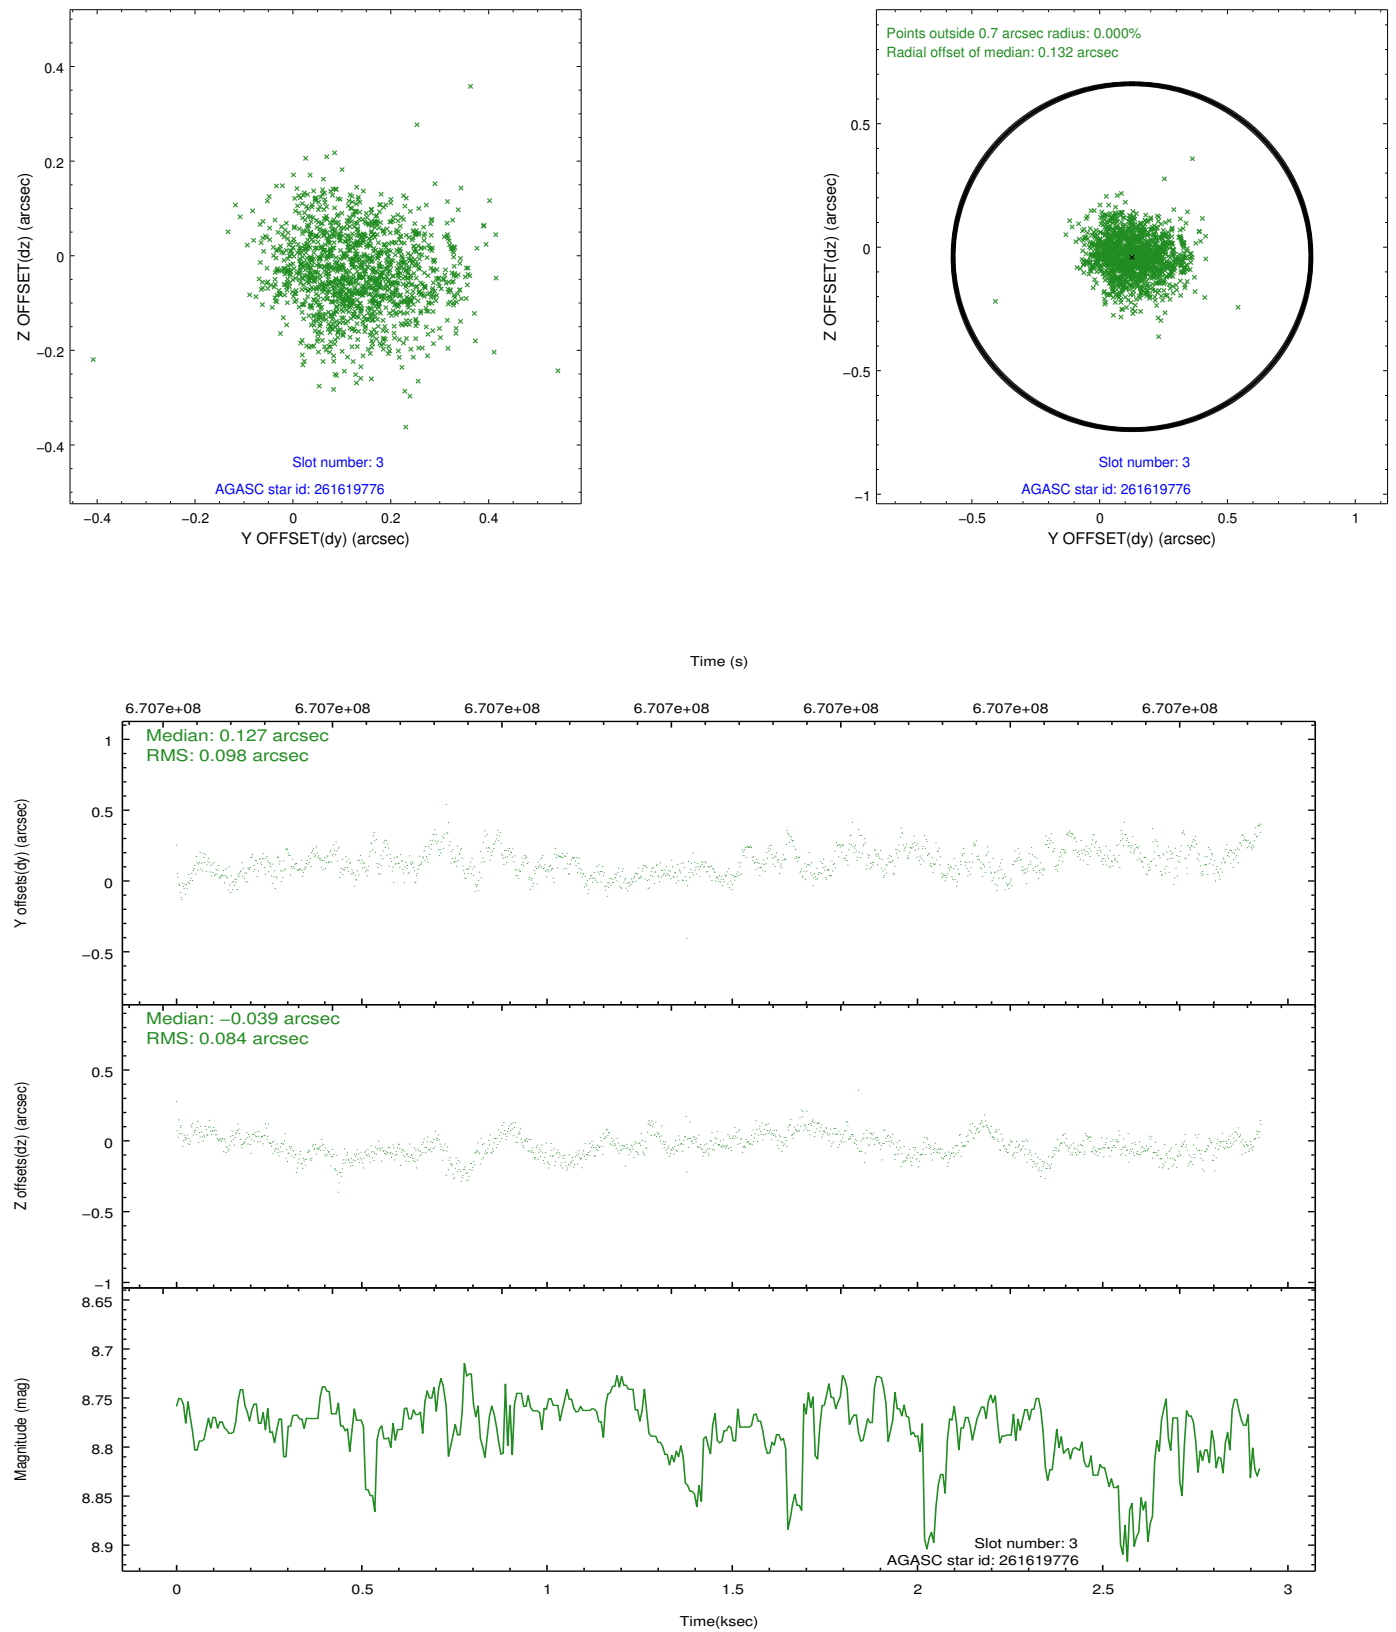 0.4
0.2
0
−0.2
−0.4
Z OFFSET(dz) (arcsec)
Slot number: 3
AGASC star id: 261619776
−0.4 −0.2 0 0.2 0.4
Y OFFSET(dy) (arcsec)
Points outside 0.7 arcsec radius: 0.000%
Radial offset of median: 0.132 arcsec
0.5
0
−0.5
−1
Z OFFSET(dz) (arcsec)
Slot number: 3
AGASC star id: 261619776
−0.5 0 0.5 1
Y OFFSET(dy) (arcsec)
Time (s)
6.707e+08 6.707e+08 6.707e+08 6.707e+08 6.707e+08 6.707e+08 6.707e+08
Median: 0.127 arcsec
RMS: 0.098 arcsec
1
0.5
0
−0.5
Y offsets(dy) (arcsec)
Median: −0.039 arcsec
RMS: 0.084 arcsec
0.5
0
−0.5
−1
Z offsets(dz) (arcsec)
8.65
8.7
8.75
8.8
8.85
8.9
Magnitude (mag)
Slot number: 3
AGASC star id: 261619776
0 0.5 1 1.5 2 2.5 3
Time(ksec)